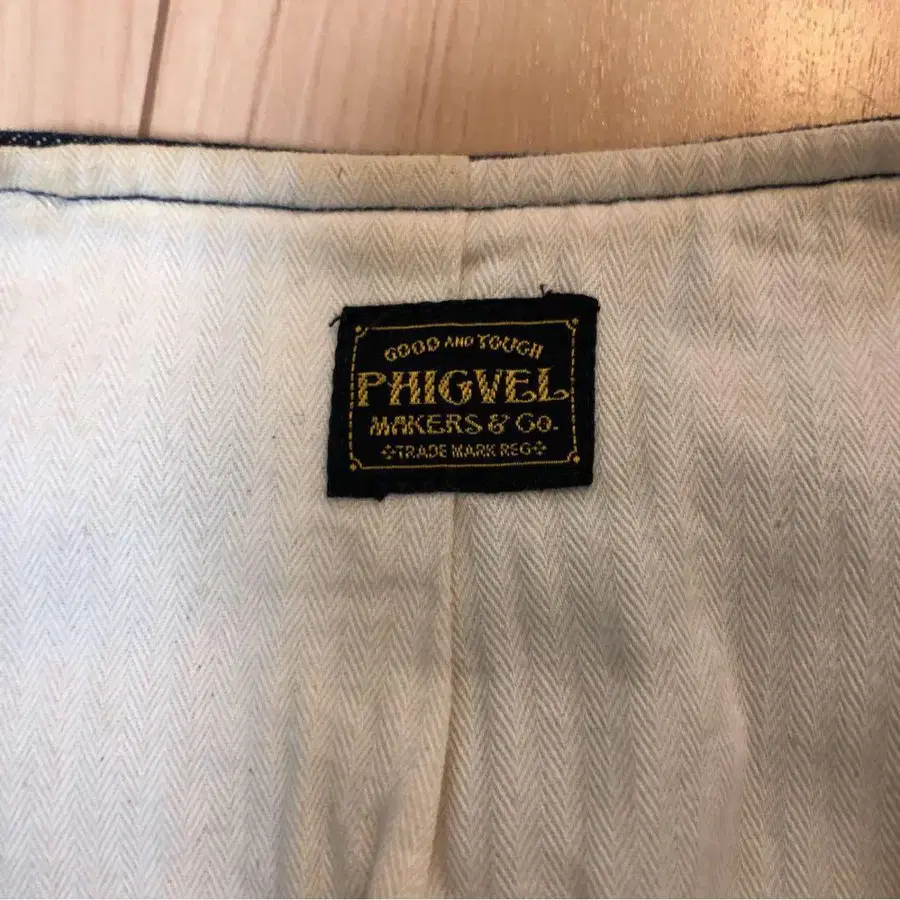 GOOD AND TOUGH
PHIGVEL
MAKERS & Co.
TRADE MARK REG